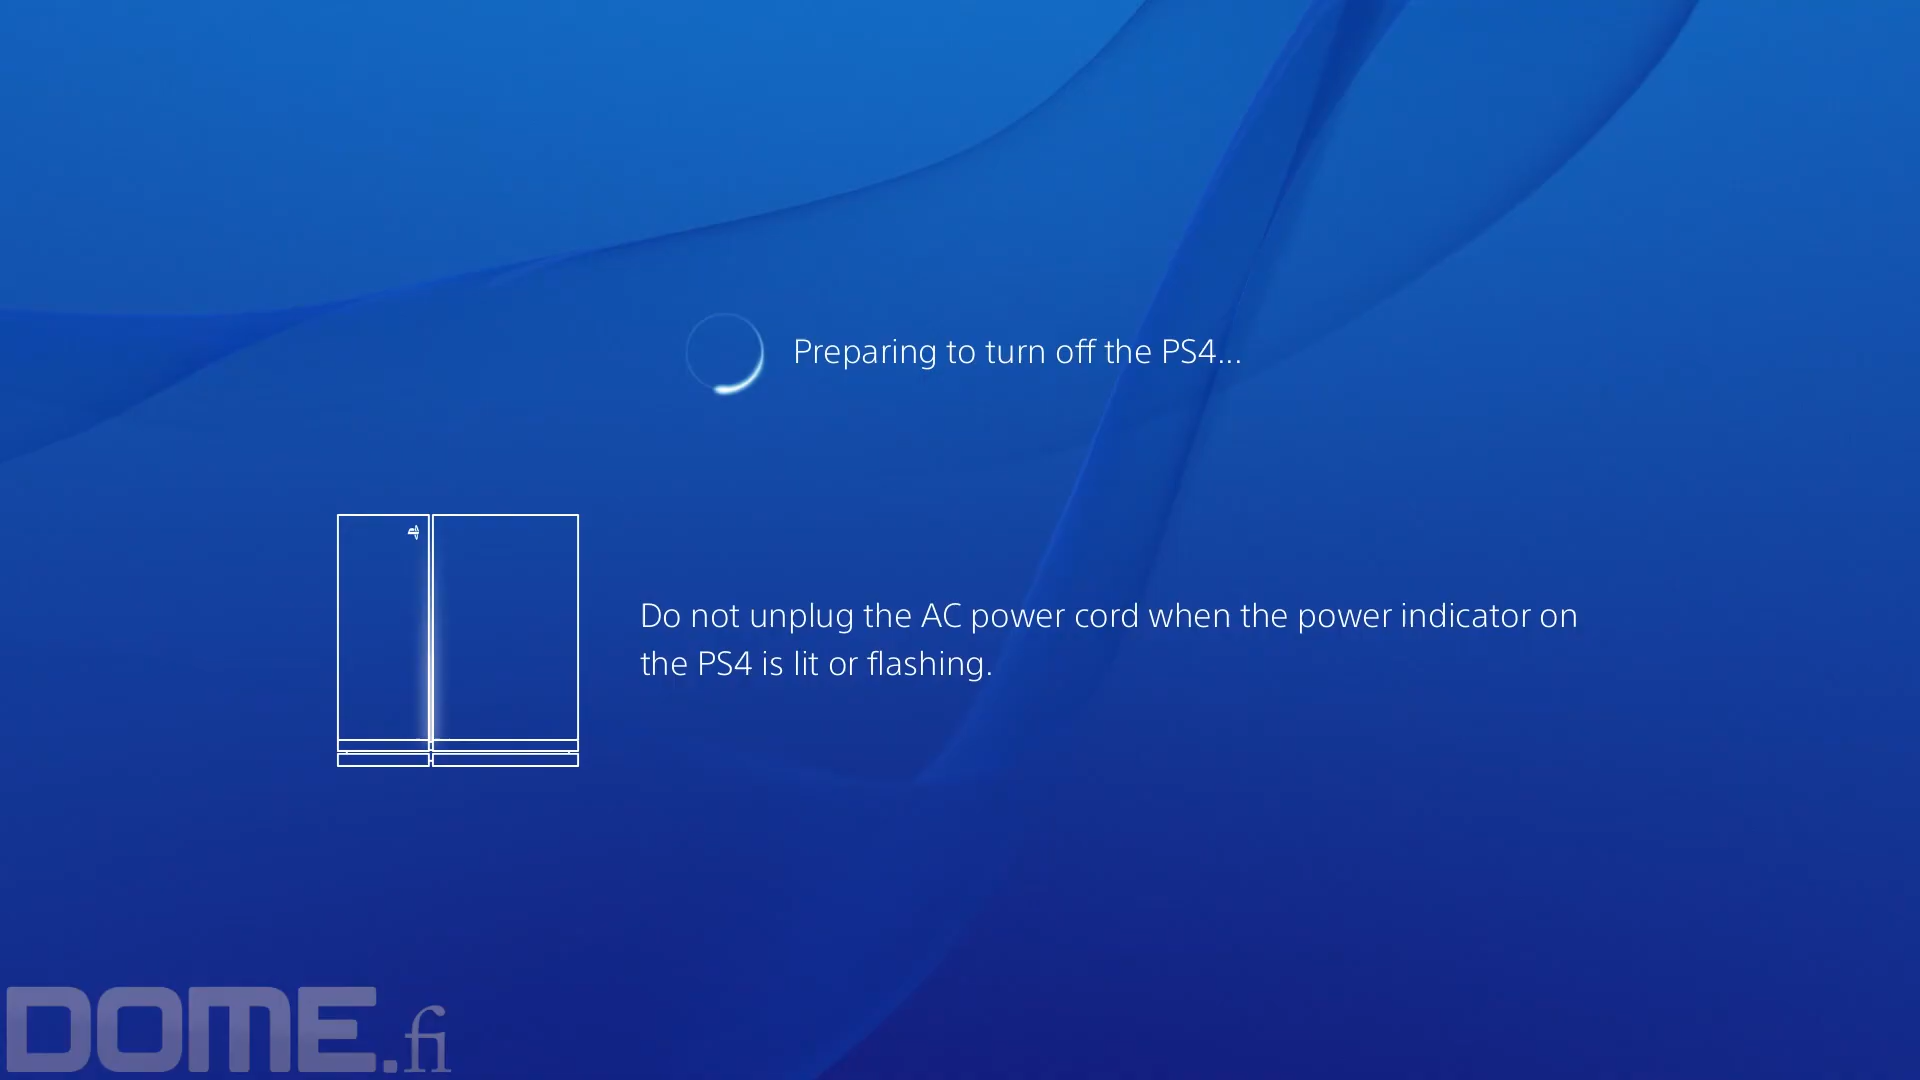 Preparing to turn off the PS4...
Do not unplug the AC power cord when the power indicator on
the PS4 is lit or flashing.
DOME.fi